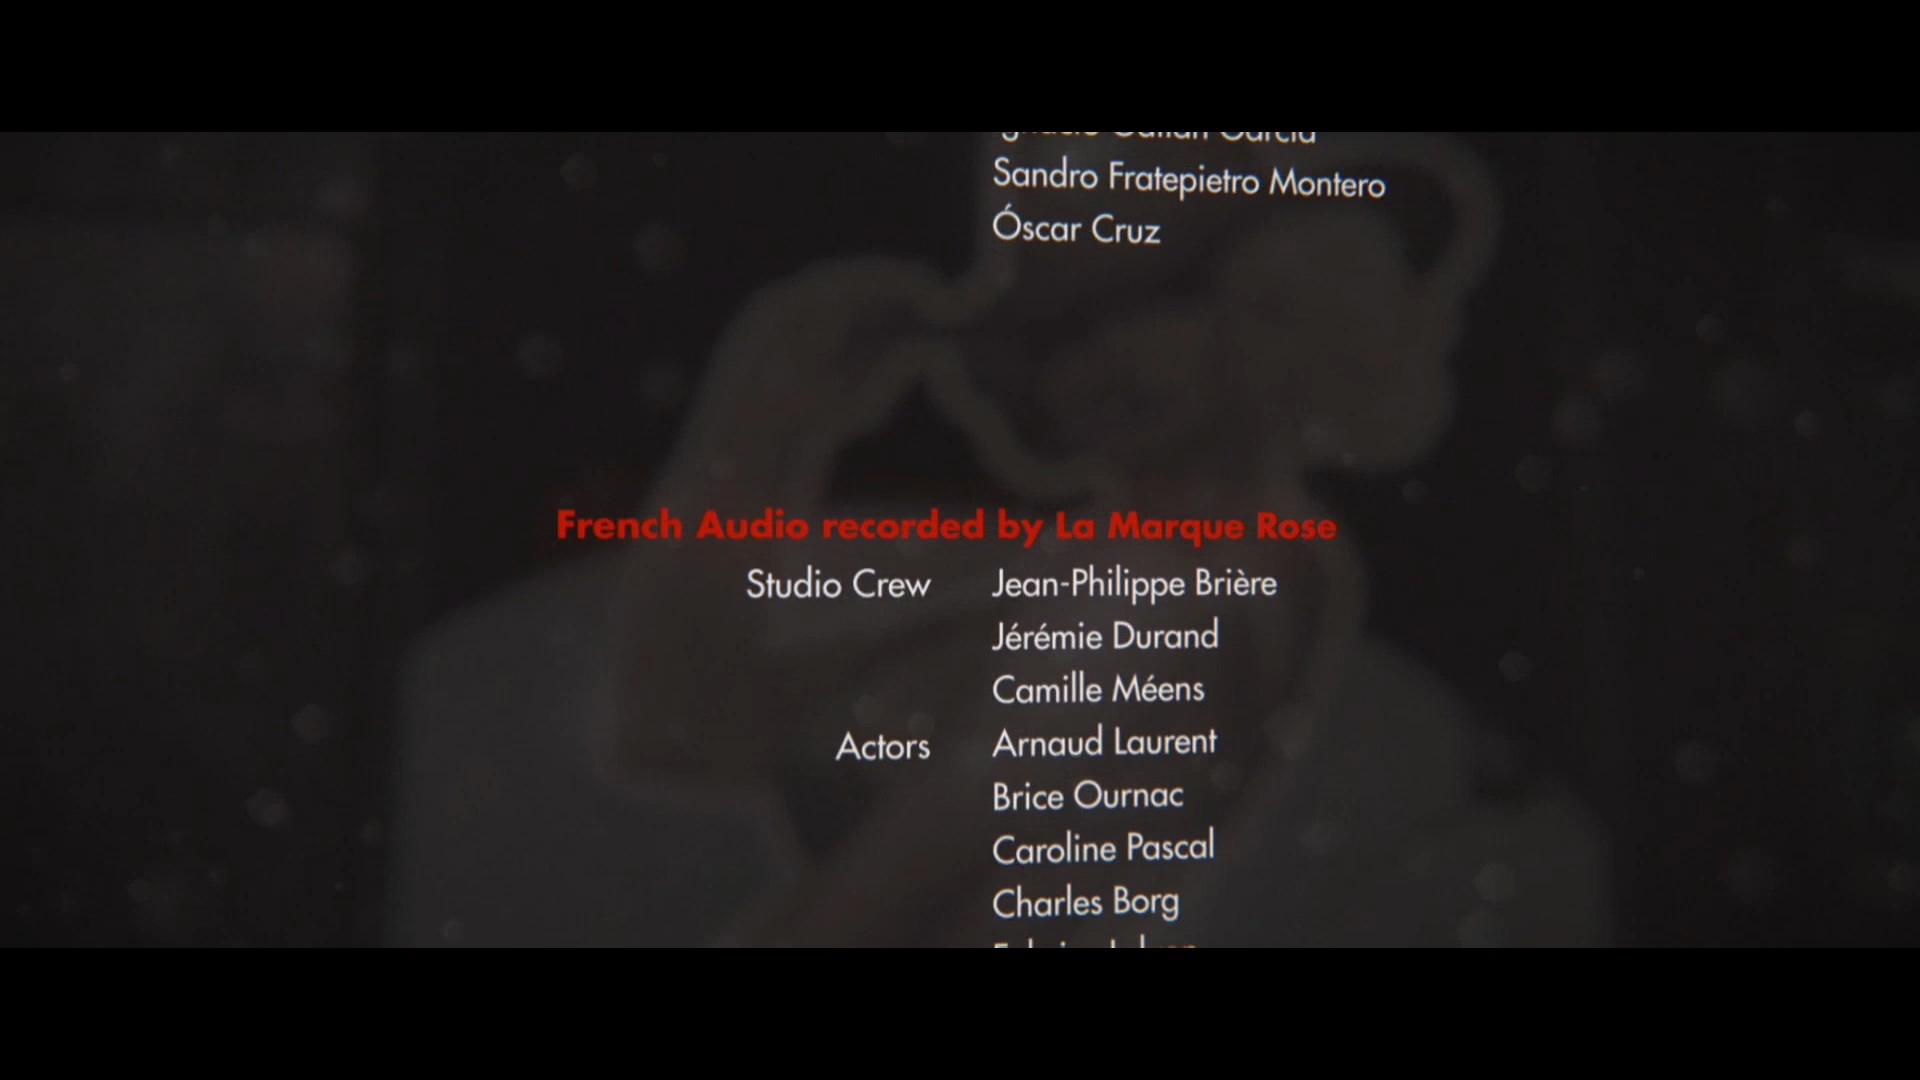 Sandro Fratepietro Montero
Óscar Cruz
French Audio recorded by La Marque Rose
Studio Crew Jean-Philippe Brière
Jérémie Durand
Camille Méens
Actors Arnaud Laurent
Brice Ournac
Caroline Pascal
Charles Borg